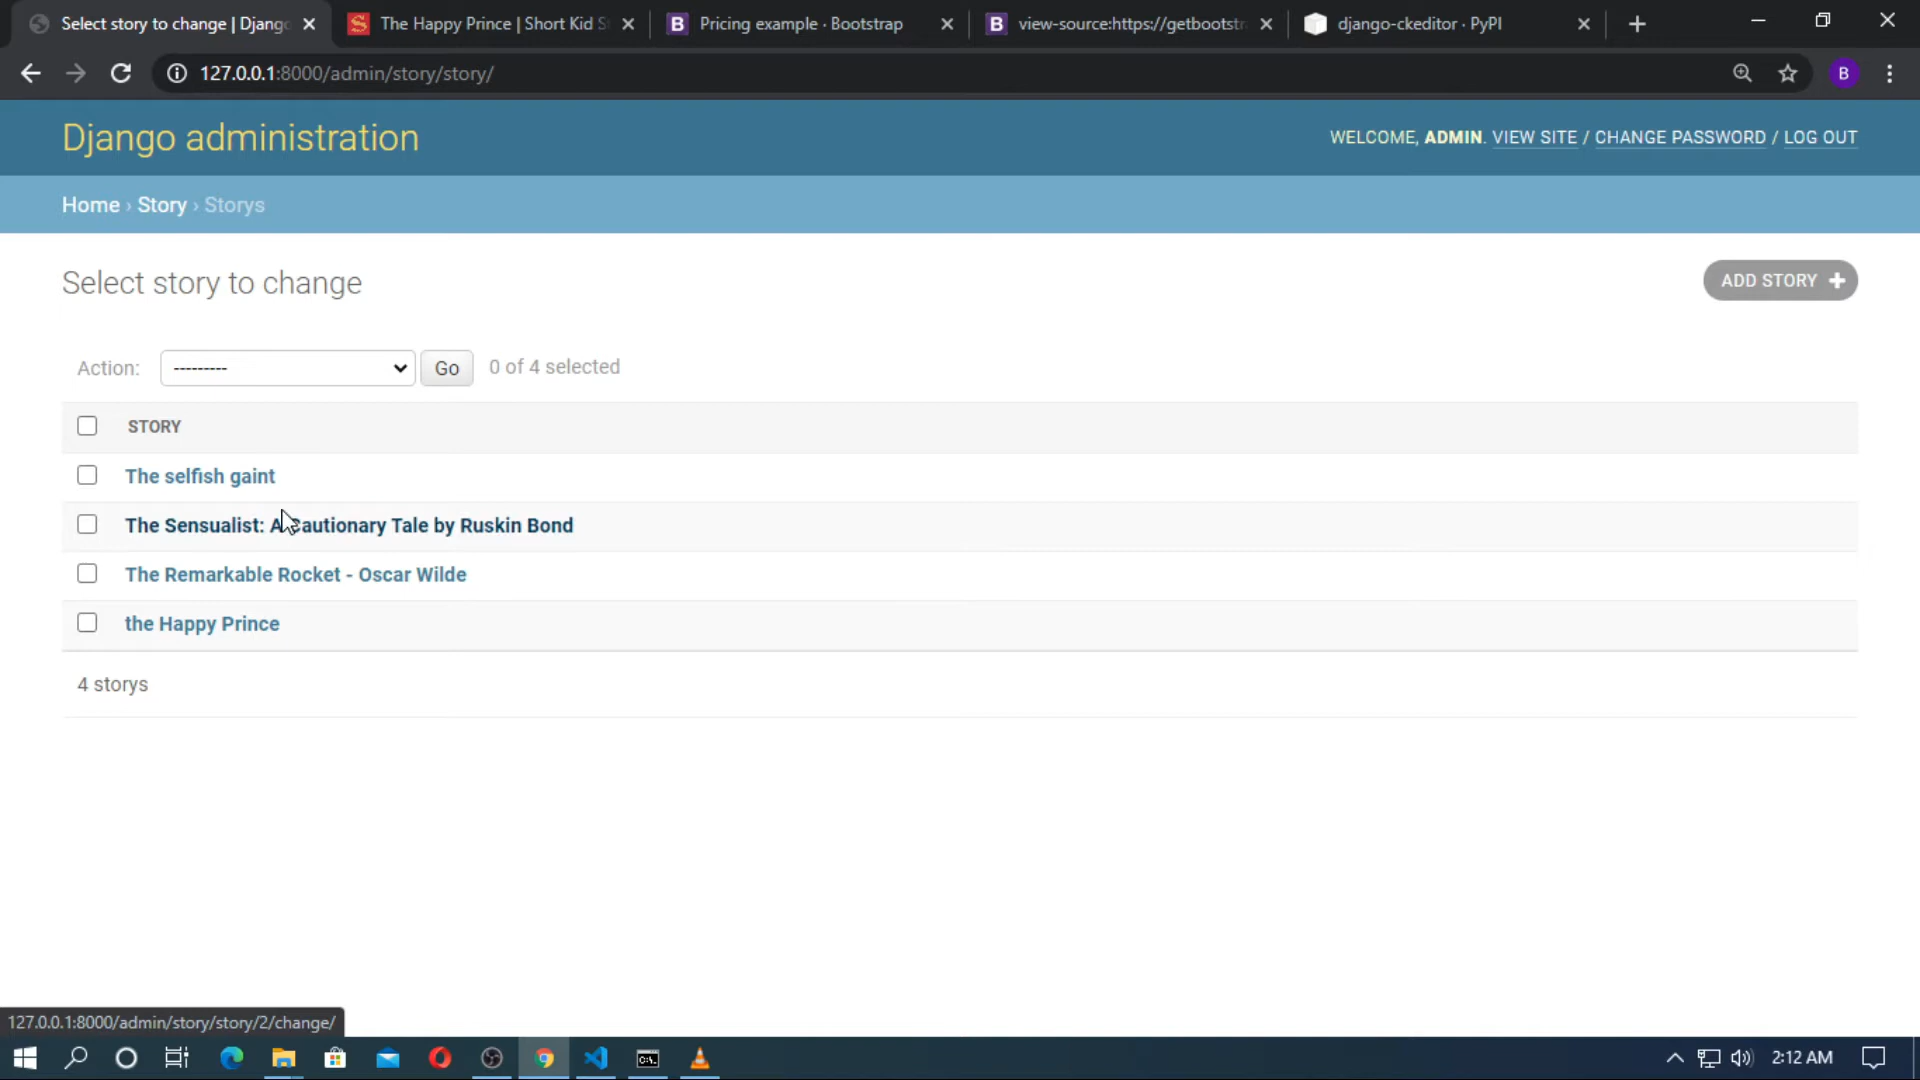 Select story to change | Django
The Happy Prince | Short Kid S
Pricing example · Bootstrap
view-source:https://getbootstr
django-ckeditor · PyPI
127.0.0.1:8000/admin/story/story/
B
Django administration
WELCOME, ADMIN. VIEW SITE / CHANGE PASSWORD / LOG OUT
Home › Story › Storys
Select story to change
ADD STORY +
Action: --------- Go 0 of 4 selected
STORY
The selfish gaint
The Sensualist: A Cautionary Tale by Ruskin Bond
The Remarkable Rocket - Oscar Wilde
the Happy Prince
4 storys
127.0.0.1:8000/admin/story/story/2/change/
2:12 AM